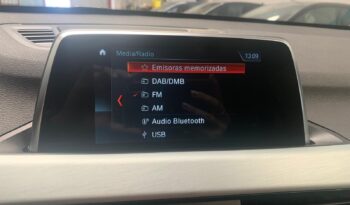 Media/Radio
13:09
Emisoras memorizadas
DAB/DMB
FM
AM
Audio Bluetooth
USB